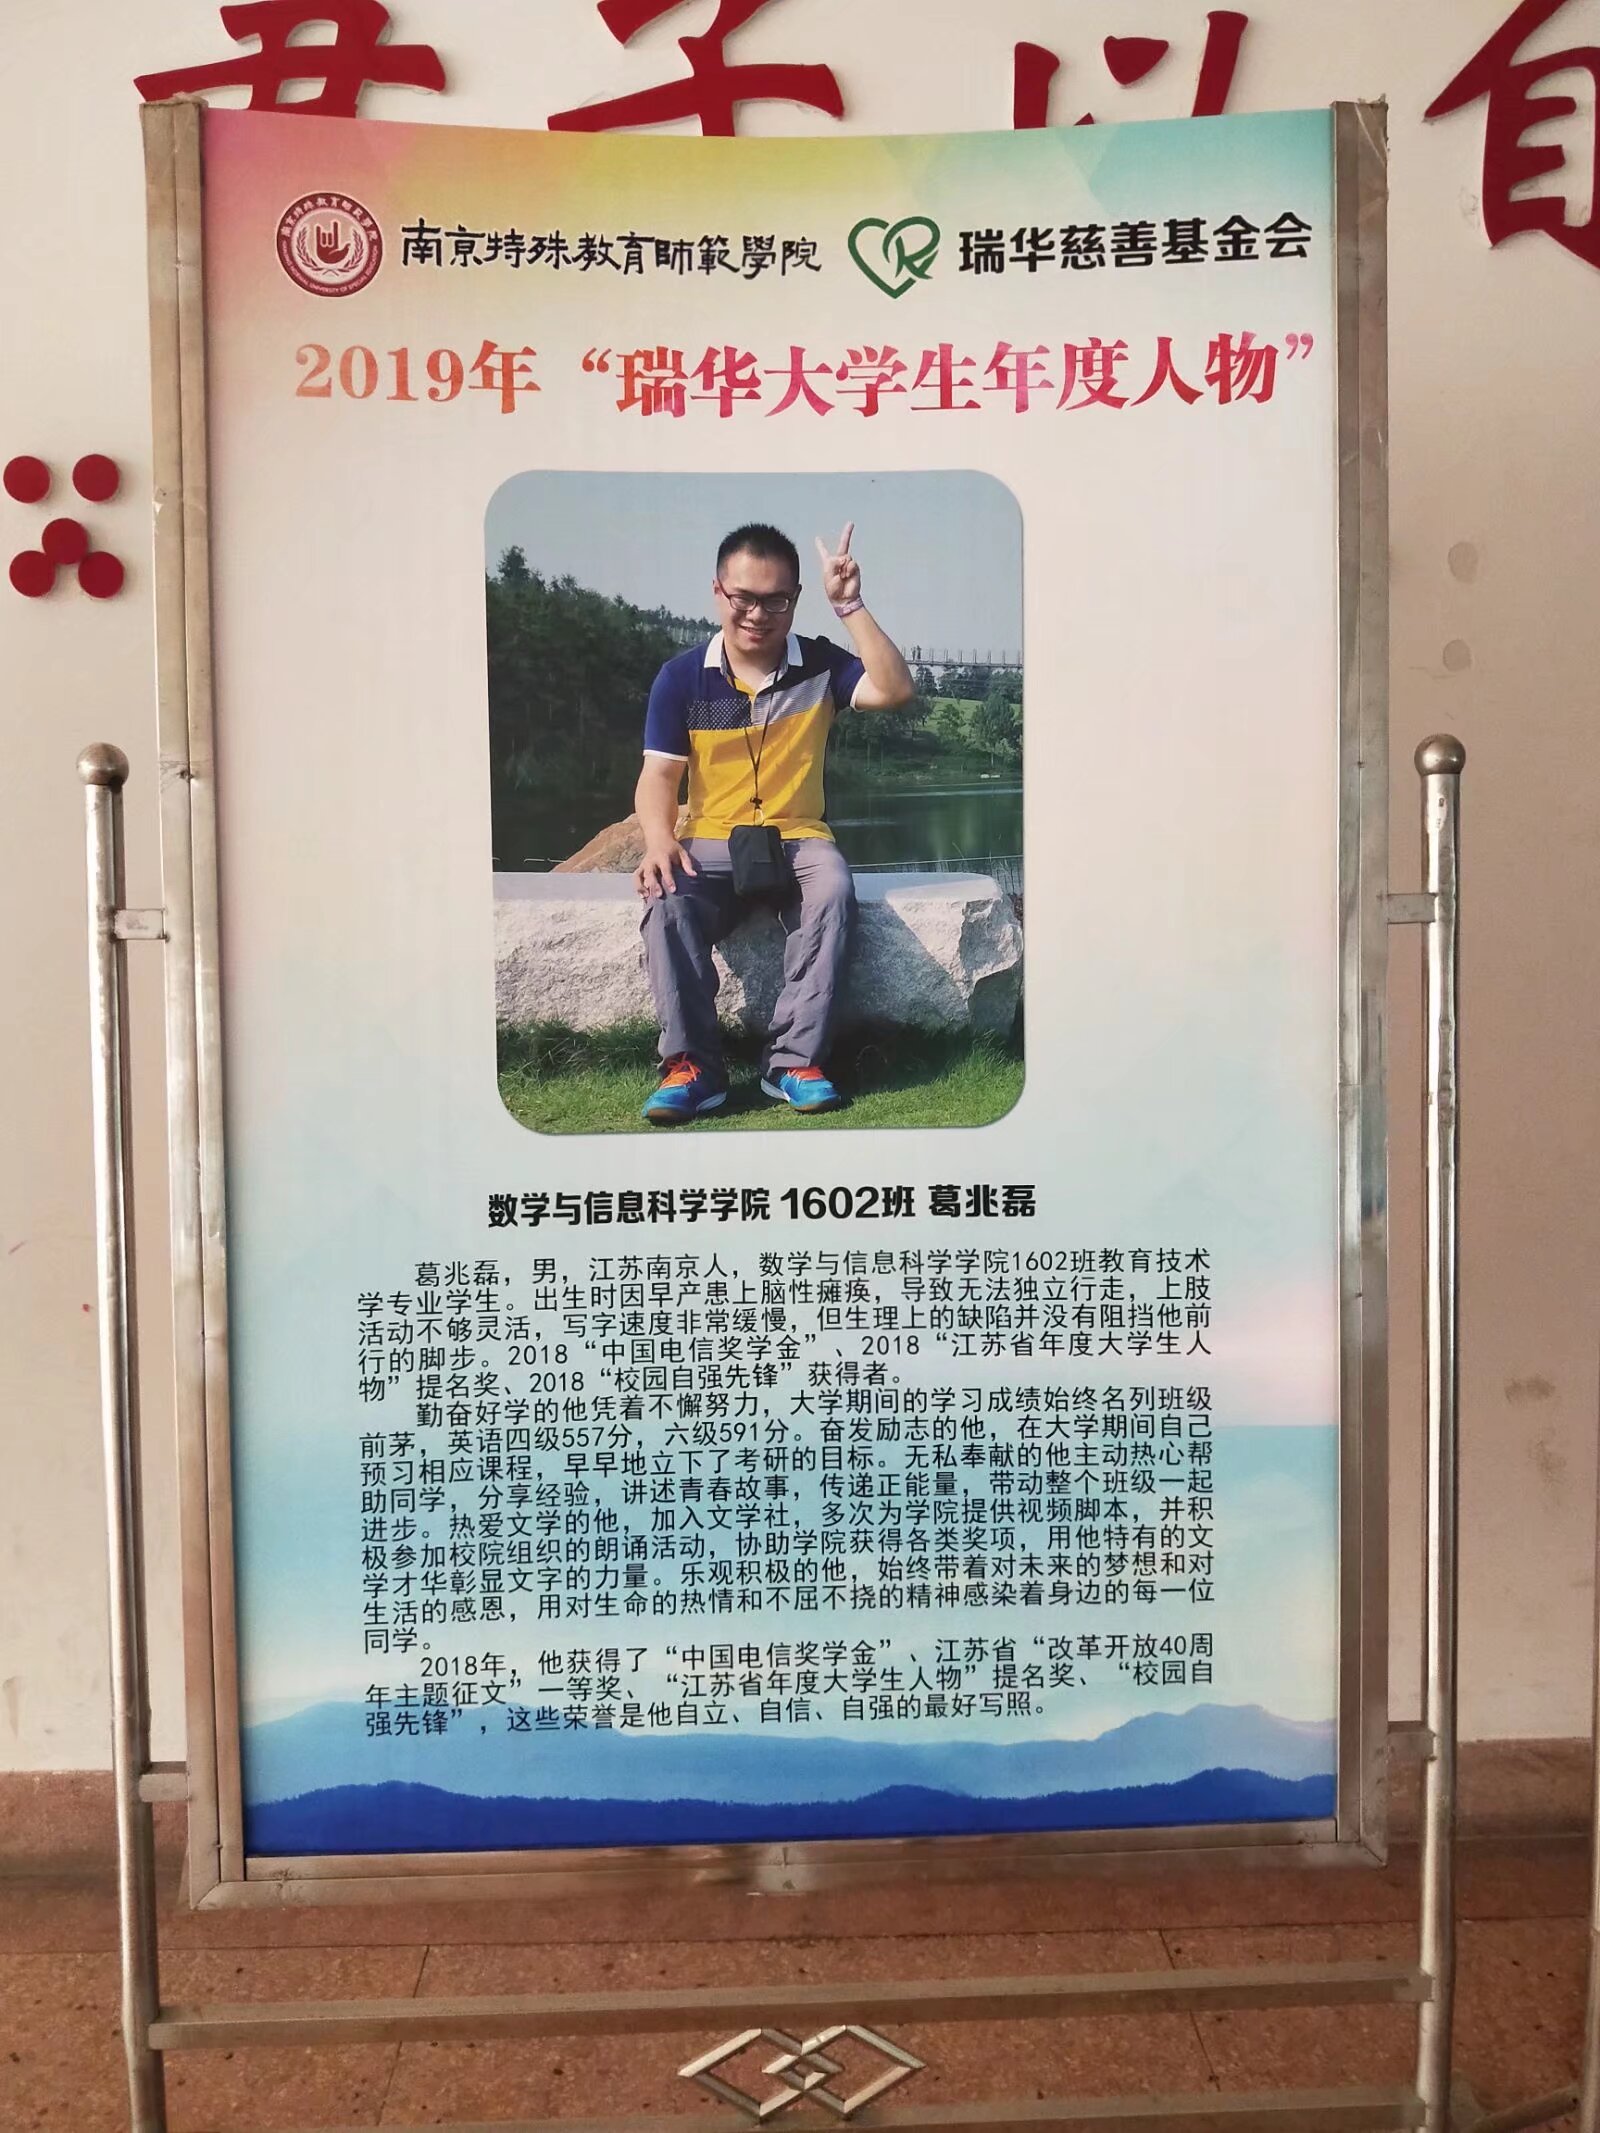 君子以自
南京特殊教育師範學院 瑞华慈善基金会
2019年“瑞华大学生年度人物”
数学与信息科学学院 1602班 葛兆磊
葛兆磊，男，江苏南京人，数学与信息科学学院1602班教育技术
学专业学生。出生时因早产患上脑性瘫痪，导致无法独立行走，上肢
活动不够灵活，写字速度非常缓慢，但生理上的缺陷并没有阻挡他前
行的脚步。2018“中国电信奖学金”、2018“江苏省年度大学生人
物”提名奖、2018“校园自强先锋”获得者。
勤奋好学的他凭着不懈努力，大学期间的学习成绩始终名列班级
前茅，英语四级557分，六级591分。奋发励志的他，在大学期间自己
预习相应课程，早早地立下了考研的目标。无私奉献的他主动热心帮
助同学，分享经验，讲述青春故事，传递正能量，带动整个班级一起
进步。热爱文学的他，加入文学社，多次为学院提供视频脚本，并积
极参加校院组织的朗诵活动，协助学院获得各类奖项，用他特有的文
学才华彰显文字的力量。乐观积极的他，始终带着对未来的梦想和对
生活的感恩，用对生命的热情和不屈不挠的精神感染着身边的每一位
同学。
2018年，他获得了“中国电信奖学金”、江苏省“改革开放40周
年主题征文”一等奖、“江苏省年度大学生人物”提名奖、“校园自
强先锋”，这些荣誉是他自立、自信、自强的最好写照。